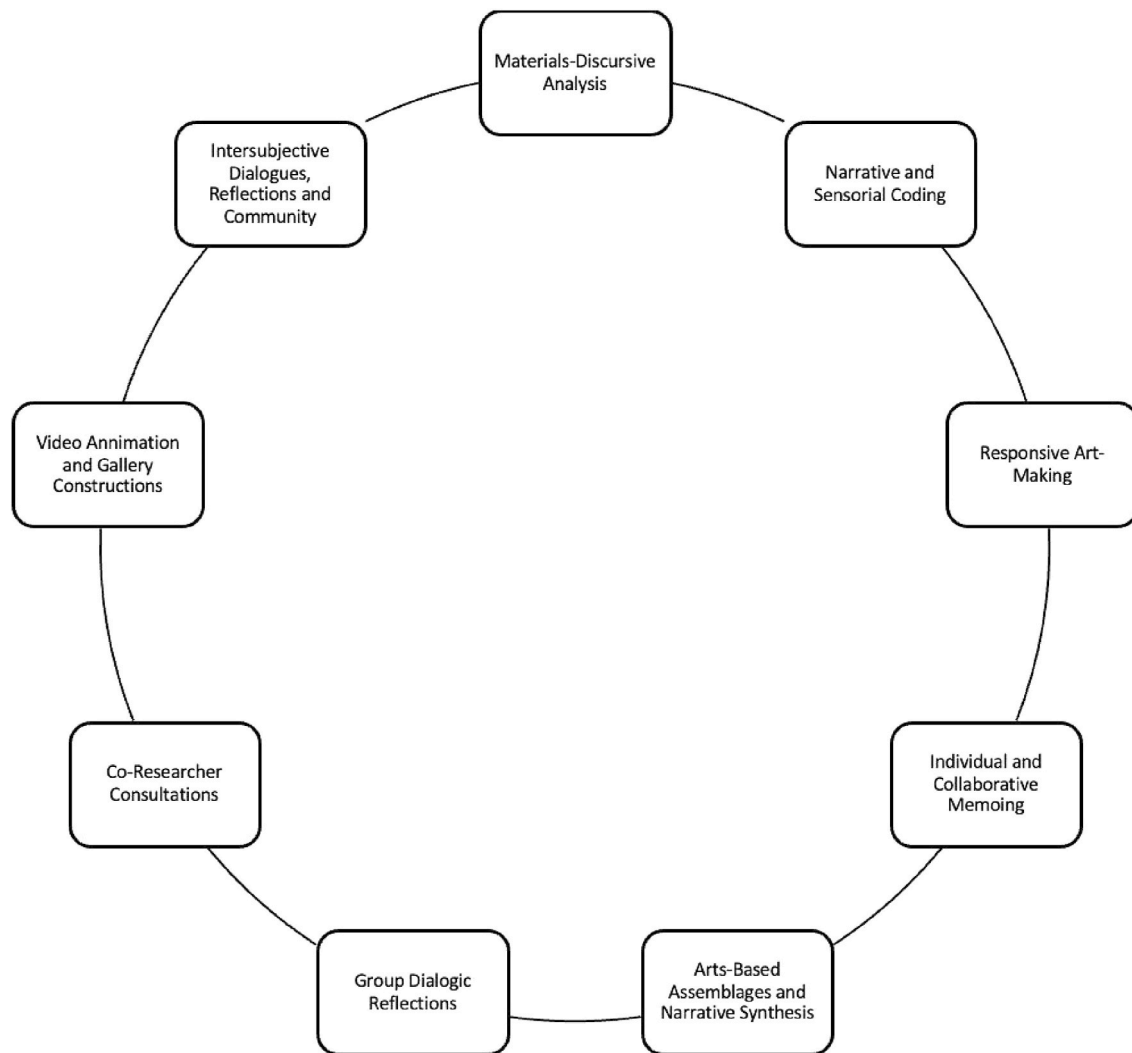 Materials-Discursive
Analysis
Narrative and
Sensorial Coding
Responsive Art-
Making
Individual and
Collaborative
Memoing
Arts-Based
Assemblages and
Narrative Synthesis
Group Dialogic
Reflections
Co-Researcher
Consultations
Video Annimation
and Gallery
Constructions
Intersubjective
Dialogues,
Reflections and
Community